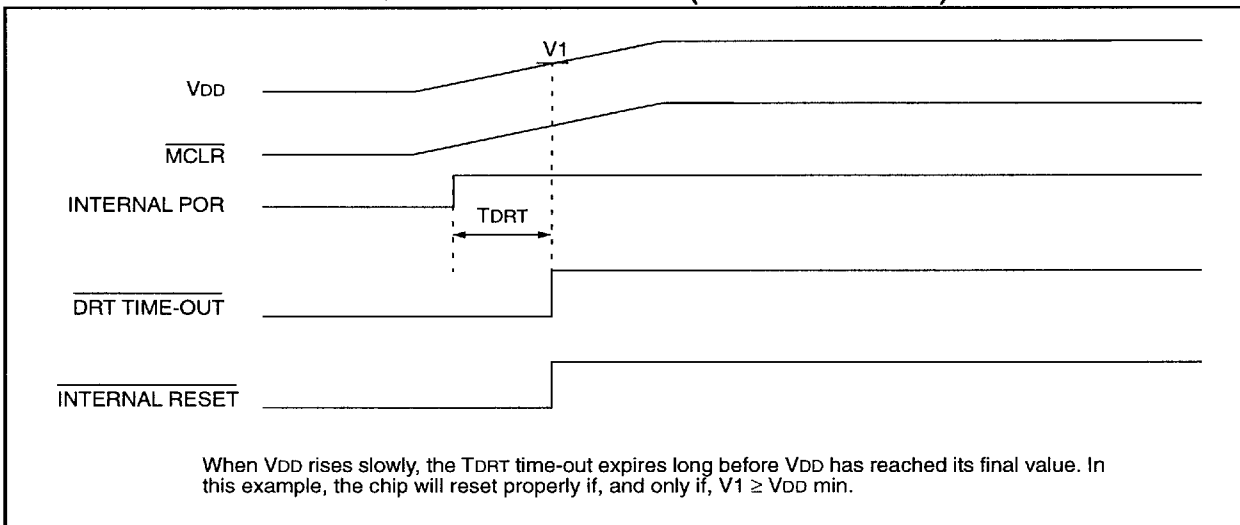 V1
VDD
MCLR
INTERNAL POR
TDRT
DRT TIME-OUT
INTERNAL RESET
When VDD rises slowly, the TDRT time-out expires long before VDD has reached its final value. In
this example, the chip will reset properly if, and only if, V1 ≥ VDD min.